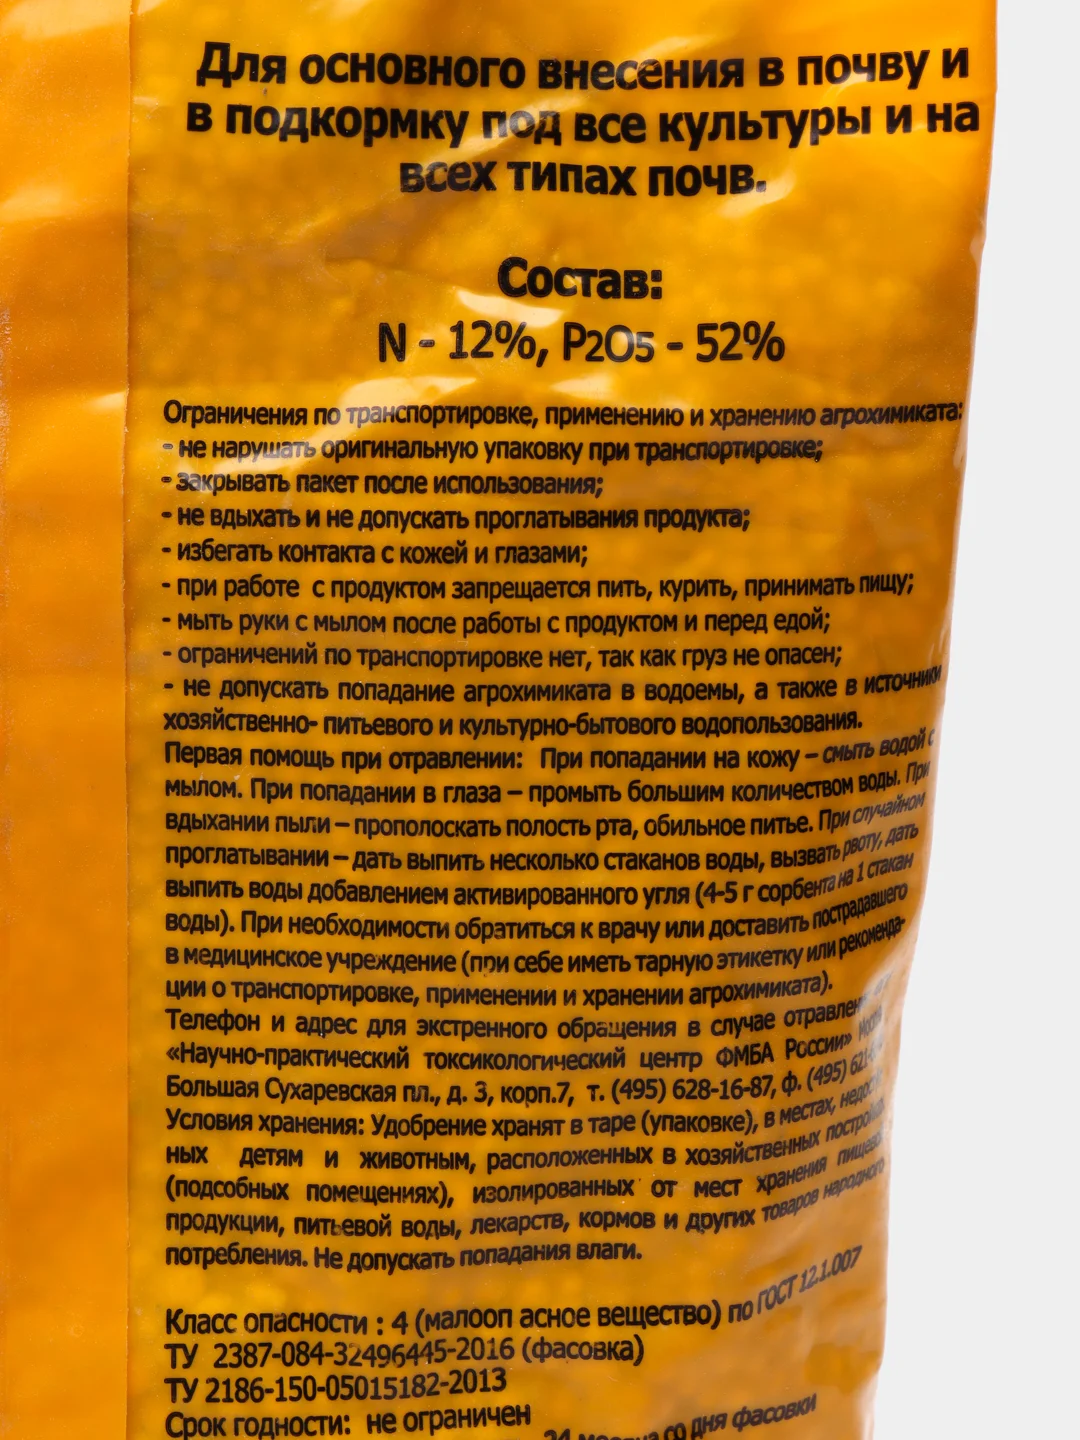 Для основного внесения в почву и
в подкормку под все культуры и на
всех типах почв.
Состав:
N - 12%, P2O5 - 52%
Ограничения по транспортировке, применению и хранению агрохимиката:
- не нарушать оригинальную упаковку при транспортировке;
- закрывать пакет после использования;
- не вдыхать и не допускать проглатывания продукта;
- избегать контакта с кожей и глазами;
- при работе с продуктом запрещается пить, курить, принимать пищу;
- мыть руки с мылом после работы с продуктом и перед едой;
- ограничений по транспортировке нет, так как груз не опасен;
- не допускать попадание агрохимиката в водоемы, а также в источники
хозяйственно- питьевого и культурно-бытового водопользования.
Первая помощь при отравлении: При попадании на кожу – смыть водой с
мылом. При попадании в глаза – промыть большим количеством воды. При
вдыхании пыли – прополоскать полость рта, обильное питье. При случайном
проглатывании – дать выпить несколько стаканов воды, вызвать рвоту, дать
выпить воды добавлением активированного угля (4-5 г сорбента на 1 стакан
воды). При необходимости обратиться к врачу или доставить пострадавшего
в медицинское учреждение (при себе иметь тарную этикетку или рекоменда-
ции о транспортировке, применении и хранении агрохимиката).
Телефон и адрес для экстренного обращения в случае
«Научно-практический токсикологический центр ФМБА России»
Большая Сухаревская пл., д. 3, корп.7, т. (495) 628-16-87, ф. (495)
Условия хранения: Удобрение хранят в таре (упаковке), в местах,
ных детям и животным, расположенных в хозяйственных
(подсобных помещениях), изолированных от мест хранения
продукции, питьевой воды, лекарств, кормов и других товаров народного
потребления. Не допускать попадания влаги.
Класс опасности : 4 (малооп асное вещество) по ГОСТ 12.1.007
ТУ 2387-084-32496445-2016 (фасовка)
ТУ 2186-150-05015182-2013
Срок годности: не ограничен
со дня фасовки